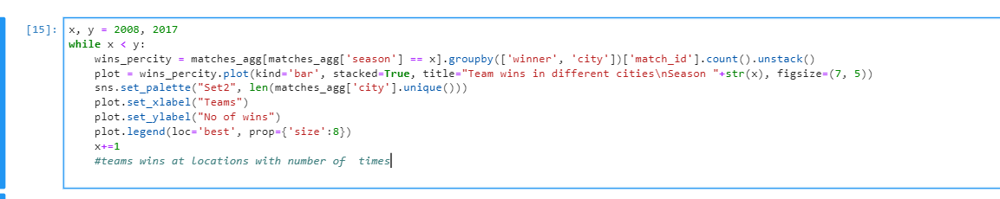 [15]: x, y = 2008, 2017
while x < y:
    wins_percity = matches_agg[matches_agg['season'] == x].groupby(['winner', 'city'])['match_id'].count().unstack()
    plot = wins_percity.plot(kind='bar', stacked=True, title="Team wins in different cities\nSeason "+str(x), figsize=(7, 5))
    sns.set_palette("Set2", len(matches_agg['city'].unique()))
    plot.set_xlabel("Teams")
    plot.set_ylabel("No of wins")
    plot.legend(loc='best', prop={'size':8})
    x+=1
    #teams wins at locations with number of  times